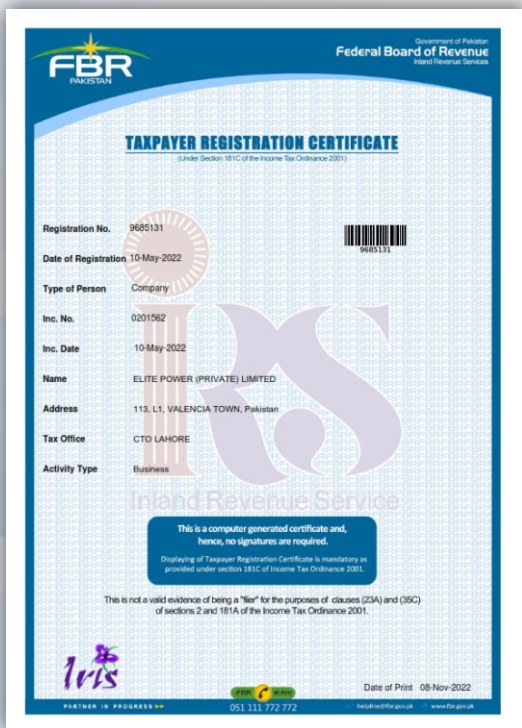 FBR
PAKISTAN
Government of Pakistan
Federal Board of Revenue
Inland Revenue Services
TAXPAYER REGISTRATION CERTIFICATE
(Under Section 181C of the Income Tax Ordinance 2001)
Registration No. 9685131
9685131
Date of Registration 10-May-2022
Type of Person Company
Inc. No. 0201562
Inc. Date 10-May-2022
Name ELITE POWER (PRIVATE) LIMITED
Address 113, L1, VALENCIA TOWN, Pakistan
Tax Office CTO LAHORE
Activity Type Business
IRS
Inland Revenue Service
This is a computer generated certificate and,
hence, no signatures are required.
Displaying of Taxpayer Registration Certificate is mandatory as
provided under section 181C of Income Tax Ordinance 2001.
This is not a valid evidence of being a "filer" for the purposes of clauses (23A) and (35C)
of sections 2 and 181A of the Income Tax Ordinance 2001.
Iris
Date of Print 08-Nov-2022
PARTNER IN PROGRESS
FBR
051 111 772 772
helpline@fbr.gov.pk
www.fbr.gov.pk